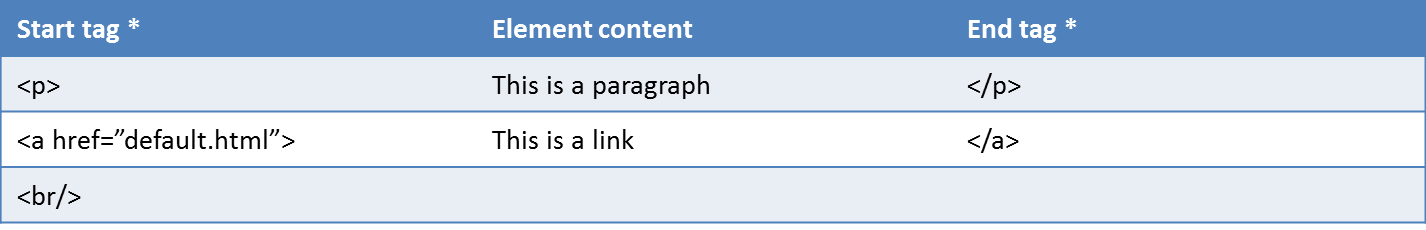 Start tag * Element content End tag *
<p> This is a paragraph </p>
<a href=”default.html”> This is a link </a>
<br/>